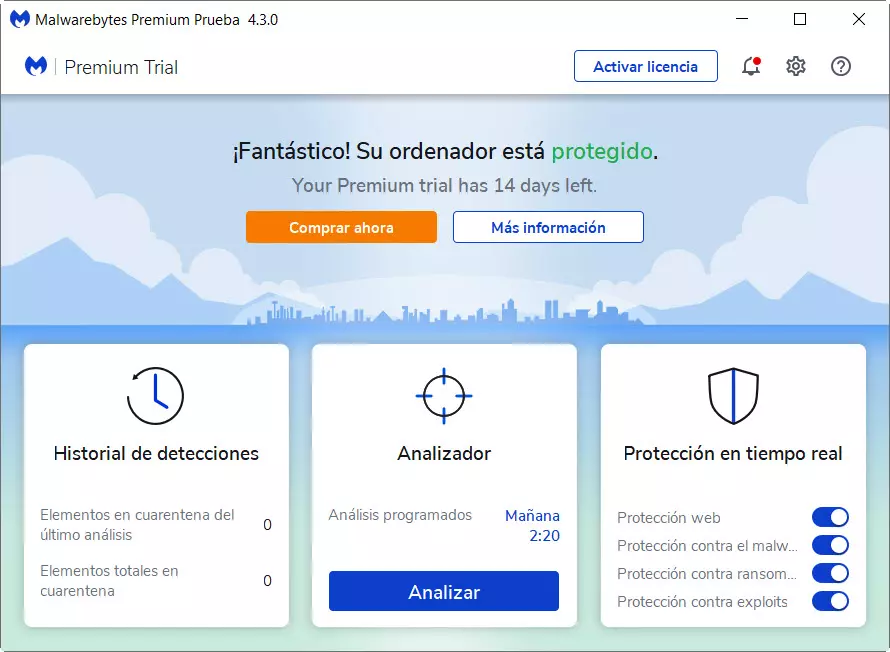 Malwarebytes Premium Prueba 4.3.0
Premium Trial
Activar licencia
¡Fantástico! Su ordenador está protegido.
Your Premium trial has 14 days left.
Comprar ahora
Más información
Historial de detecciones
Elementos en cuarentena del
último análisis
0
Elementos totales en
cuarentena
0
Analizador
Análisis programados
Mañana
2:20
Analizar
Protección en tiempo real
Protección web
Protección contra el malw...
Protección contra ransom...
Protección contra exploits